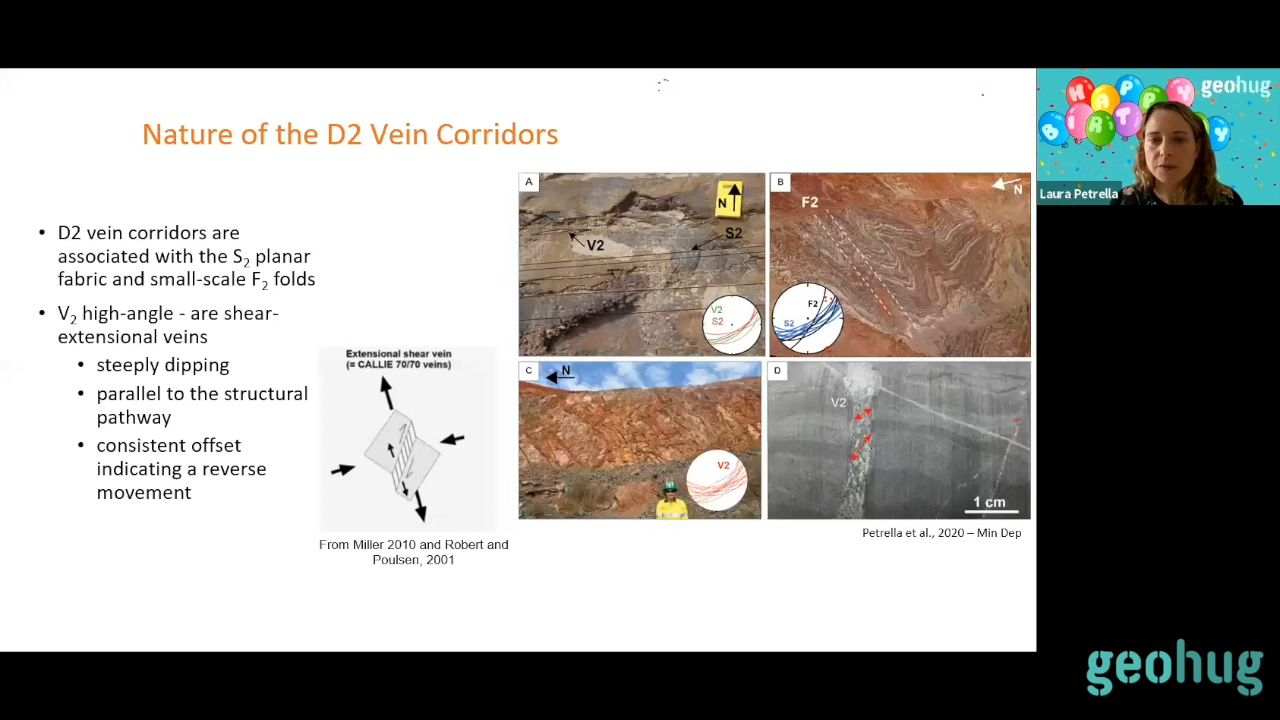 Nature of the D2 Vein Corridors
• D2 vein corridors are
associated with the S2 planar
fabric and small-scale F2 folds
• V2 high-angle - are shear-
extensional veins
• steeply dipping
• parallel to the structural
pathway
• consistent offset
indicating a reverse
movement
Extensional shear vein
(= CALLIE 70/70 veins)
From Miller 2010 and Robert and
Poulsen, 2001
A
N
V2
S2
V2
S2
B
N
F2
F2
S2
C
N
V2
D
V2
1 cm
Petrella et al., 2020 – Min Dep
geohug
HAPPY
BIRT
Y
Laura Petrella
geohug